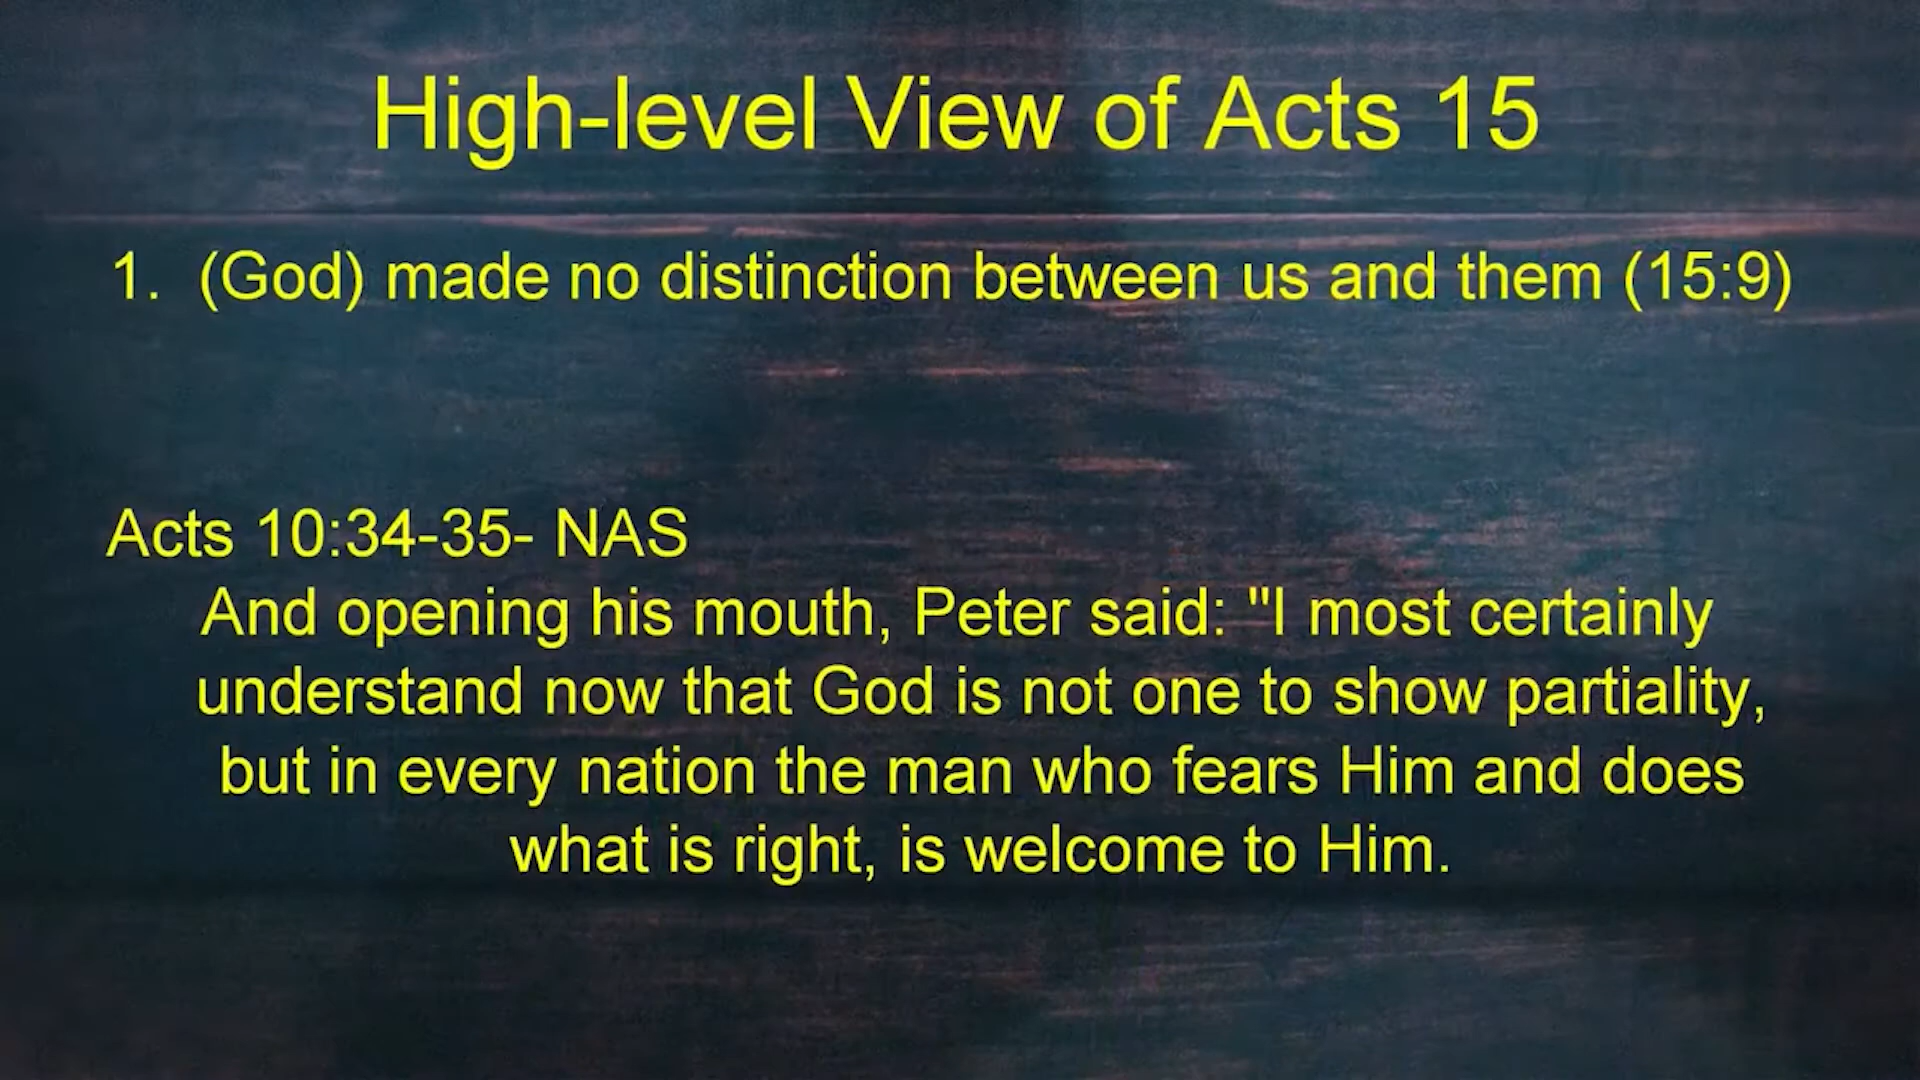 High-level View of Acts 15
1. (God) made no distinction between us and them (15:9)
Acts 10:34-35- NAS
And opening his mouth, Peter said: "I most certainly
understand now that God is not one to show partiality,
but in every nation the man who fears Him and does
what is right, is welcome to Him.